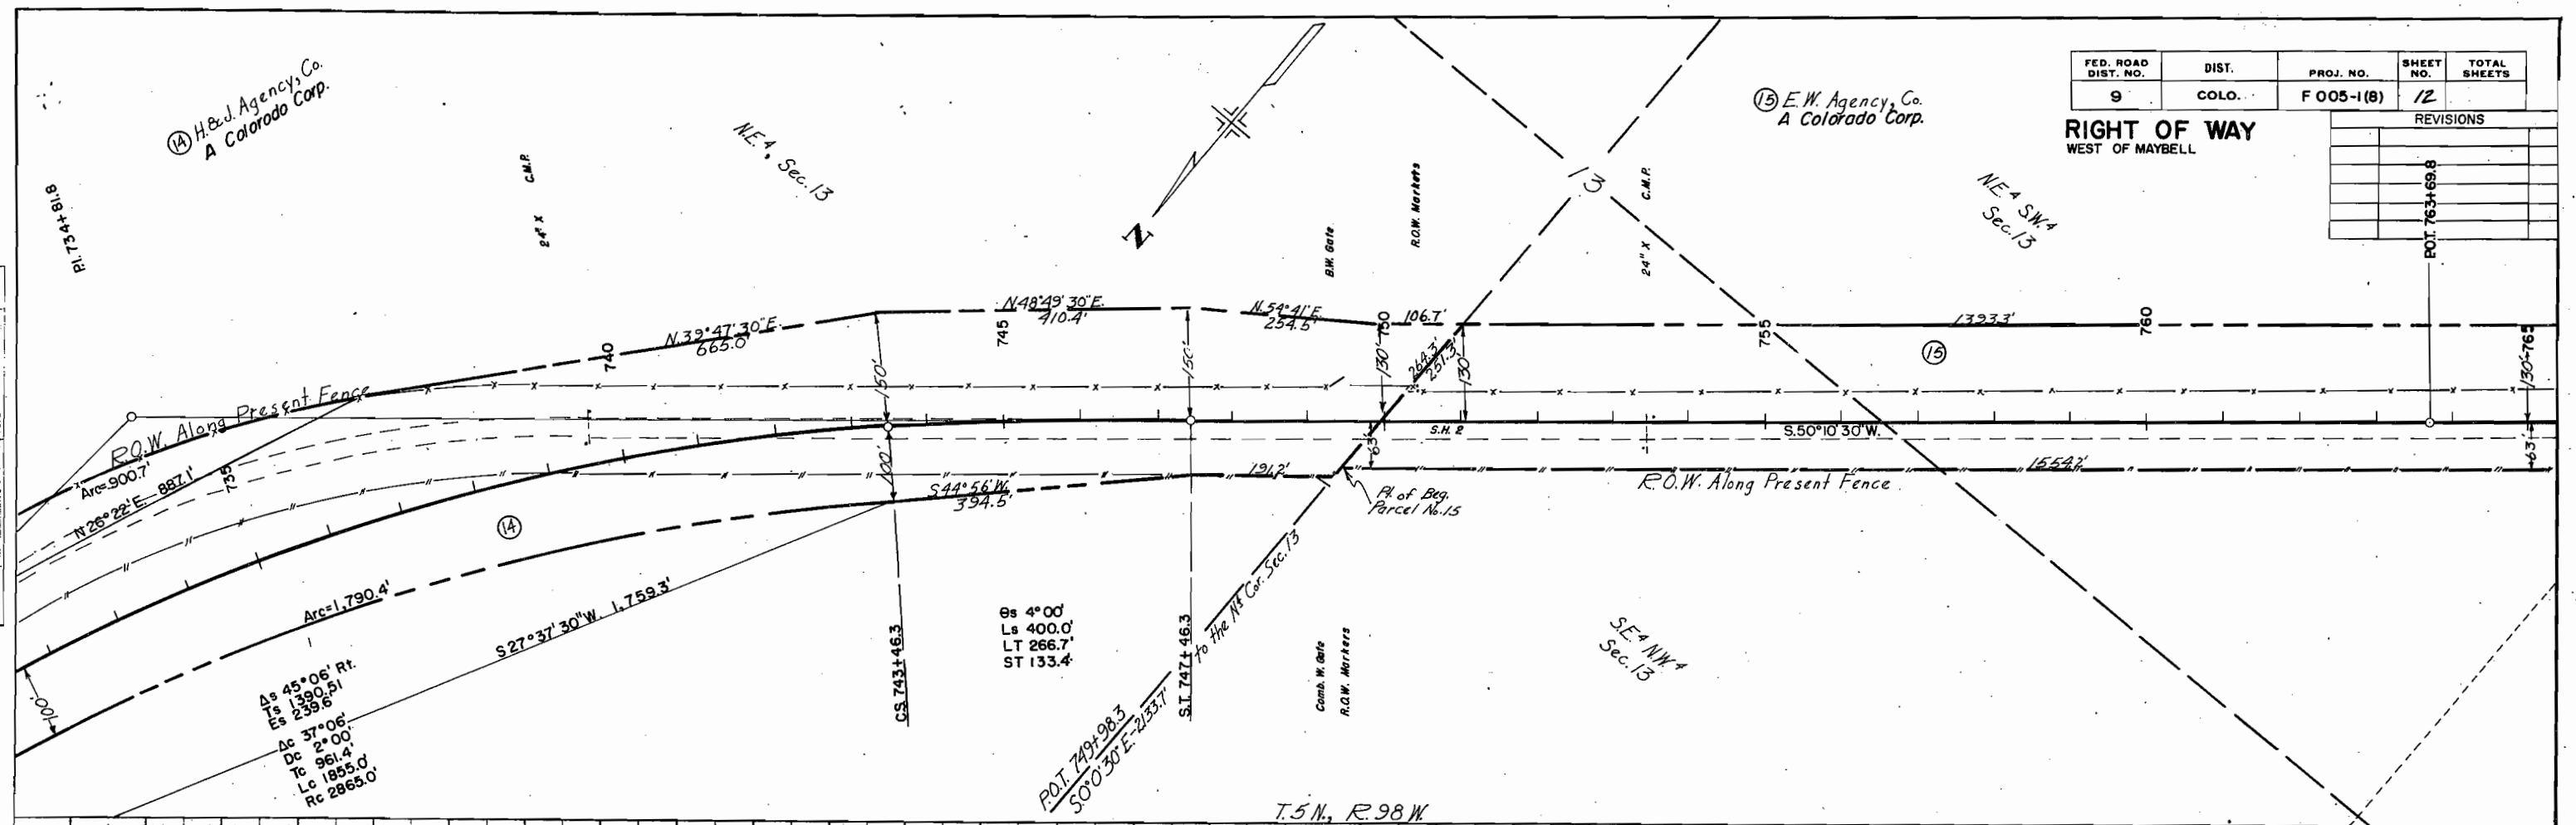 FED. ROAD DIST. NO.
DIST.
PROJ. NO.
SHEET NO.
TOTAL SHEETS
9
COLO.
F 005-1(8)
12
RIGHT OF WAY
WEST OF MAYBELL
REVISIONS
14 H.&J. Agency, Co.
A Colorado Corp.
P.I. 734+81.8
24" X C.M.P.
N.E.4, Sec. 13
N
B.W. Gate
R.O.W. Markers
13
24" X C.M.P.
15 E.W. Agency, Co.
A Colorado Corp.
N.E.4 S.W.4
Sec. 13
P.O.T. 763+69.8
N.39°47'30"E.
665.0'
740
N.48°49'30"E.
410.4'
745
N.54°41'E.
254.5'
750
106.7'
755
1393.3'
760
765
15
150'
150'
130'
264.3'
251.3'
130'
130'
R.O.W. Along Present Fence
Arc=900.7'
N 26°22'E. 887.1'
735
100'
S.H. 2
S.50°10'30"W.
63'
63'
191.2'
1554.2'
R.O.W. Along Present Fence
S44°56'W.
394.5'
Pt. of Beg.
Parcel No. 15
14
Arc=1,790.4'
S27°37'30"W. 1,759.3'
100'
Δs 45°06' Rt.
Ts 1390.51
Es 239.6'
Δc 37°06'
Dc 2°00'
Tc 961.4'
Lc 1855.0'
Rc 2865.0'
C.S. 743+46.3
θs 4°00'
Ls 400.0'
LT 266.7'
ST 133.4'
S.T. 747+46.3
P.O.T. 749+98.3
S.0°0'30"E-2133.7' to the N¼ Cor. Sec. 13
Comb. W. Gate
R.O.W. Markers
S.E.4 N.W.4
Sec. 13
T.5 N., R.98 W.